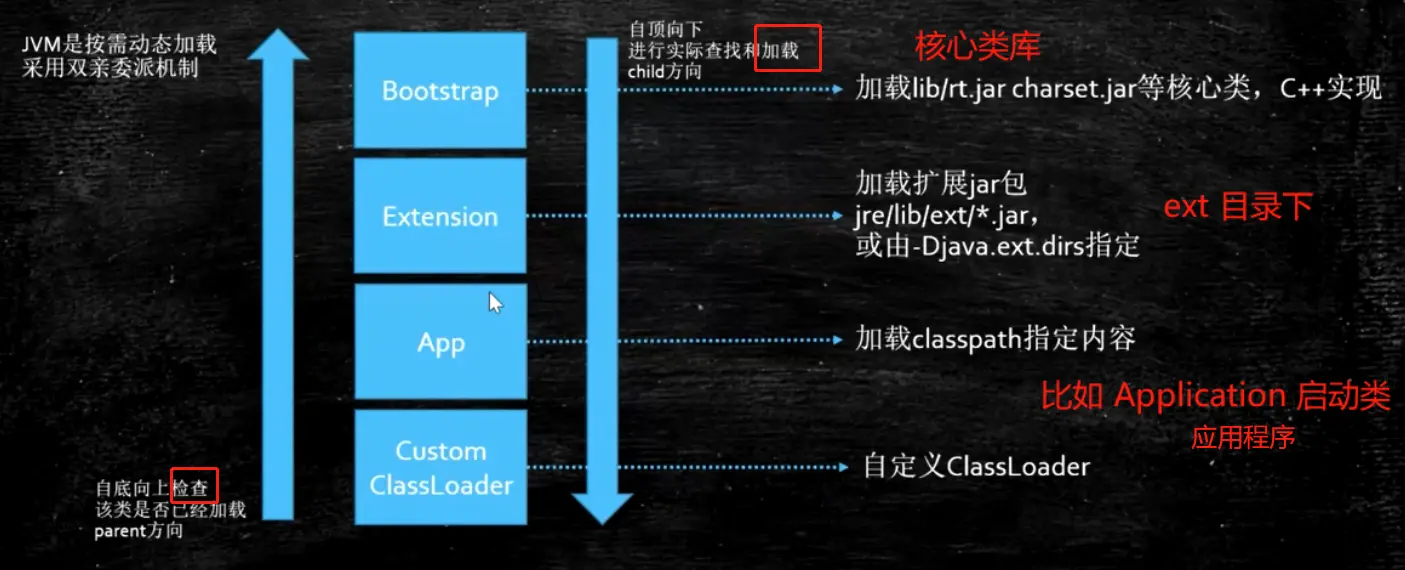 JVM是按需动态加载
采用双亲委派机制
自顶向下
进行实际查找和加载
child方向
核心类库
Bootstrap
加载lib/rt.jar charset.jar等核心类，C++实现
Extension
加载扩展jar包
jre/lib/ext/*.jar，
或由-Djava.ext.dirs指定
ext 目录下
App
加载classpath指定内容
比如 Application 启动类
应用程序
Custom
ClassLoader
自定义ClassLoader
自底向上检查
该类是否已经加载
parent方向